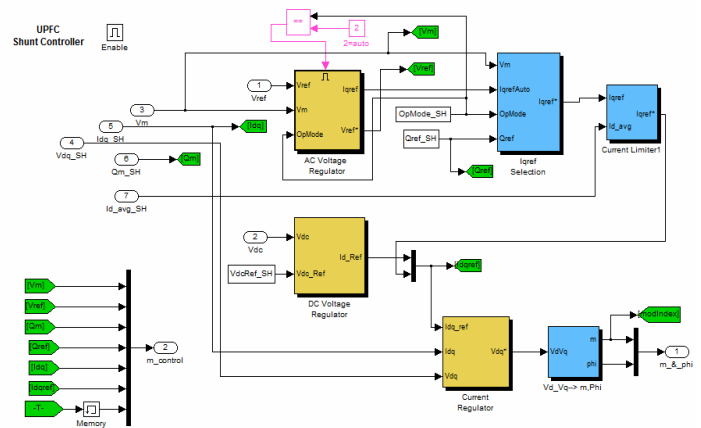 UPFC
Shunt Controller
Enable
==
2
2=auto
[Vm]
1
Vref
3
Vm
5
Idq_SH
4
Vdq_SH
6
Qm_SH
7
Id_avg_SH
[Idq]
[Qm]
Vref
Vm
OpMode
Iqref
Vref*
AC Voltage
Regulator
[Vref]
OpMode_SH
Qref_SH
[Qref]
Vm
IqrefAuto
OpMode
Qref
Iqref*
Iqref
Selection
Iqref
Id_avg
Iqref*
Current Limiter1
2
Vdc
VdcRef_SH
Vdc
Vdc_Ref
Id_Ref
DC Voltage
Regulator
[Idqref]
Idq_ref
Idq
Vdq
Vdq*
Current
Regulator
VdVq
m
phi
Vd_Vq--> m,Phi
[modIndex]
1
m_&_phi
[Vm]
[Vref]
[Qm]
[Qref]
[Idq]
[Idqref]
-T-
Memory
2
m_control